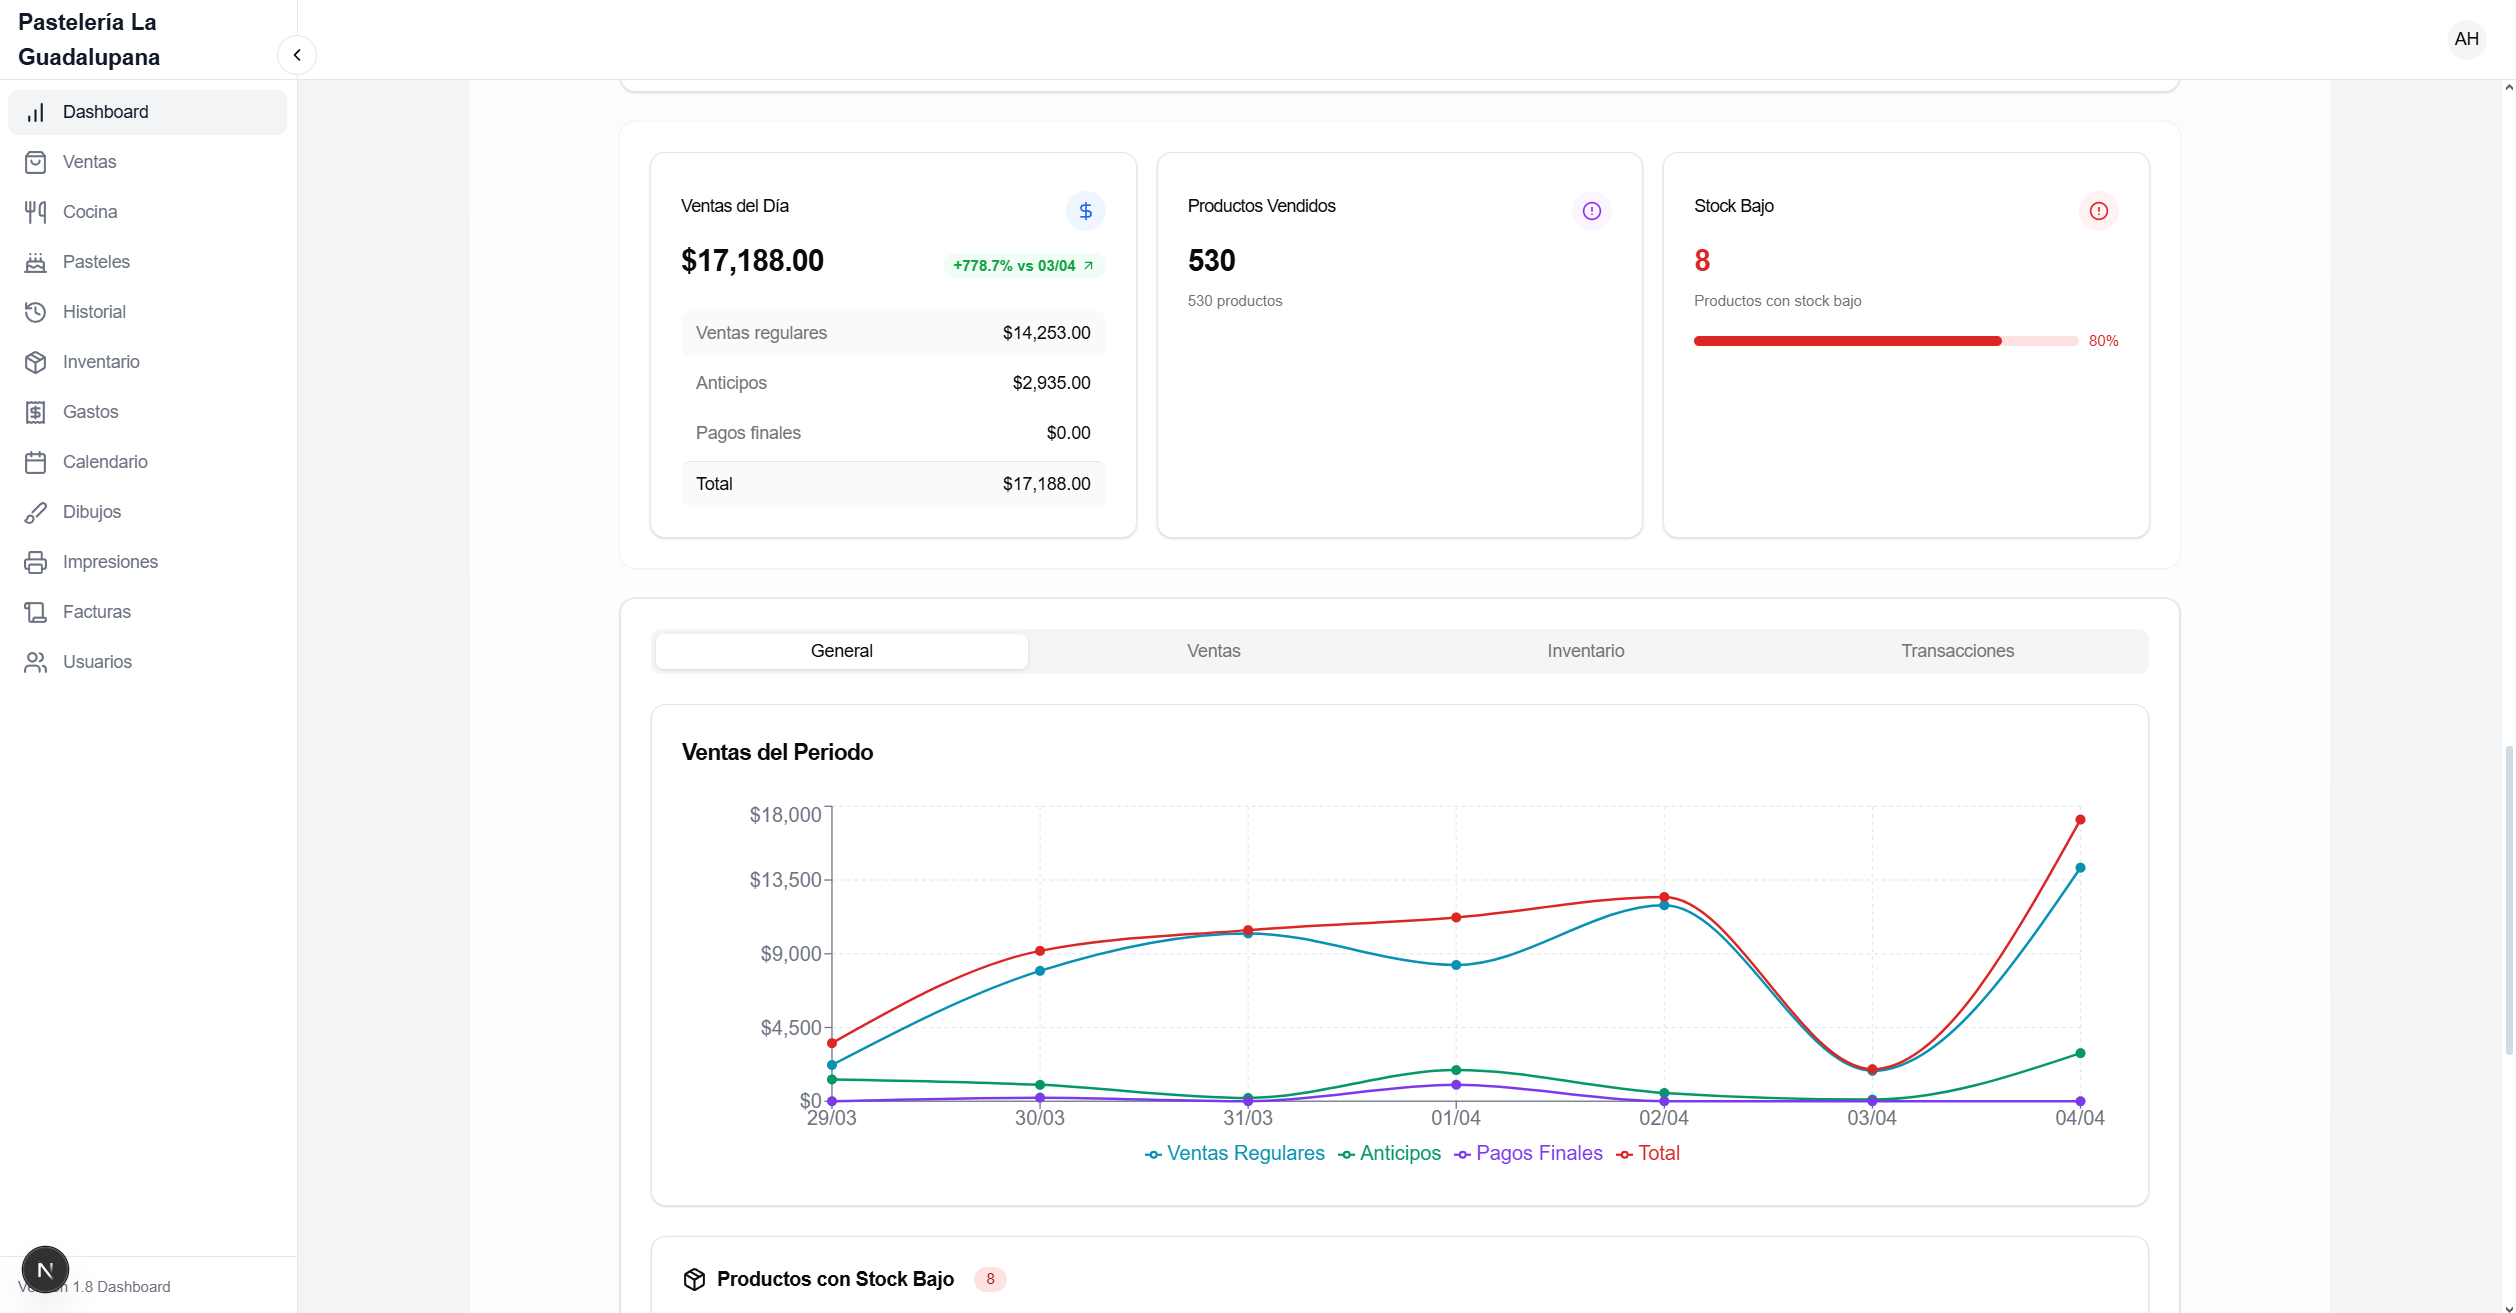 Pastelería La
Guadalupana
AH
Dashboard
Ventas
Cocina
Pasteles
Historial
Inventario
Gastos
Calendario
Dibujos
Impresiones
Facturas
Usuarios
N
1.8 Dashboard
Ventas del Día
$
$17,188.00
+778.7% vs 03/04
Ventas regulares $14,253.00
Anticipos $2,935.00
Pagos finales $0.00
Total $17,188.00
Productos Vendidos
530
530 productos
Stock Bajo
8
Productos con stock bajo
80%
General Ventas Inventario Transacciones
Ventas del Periodo
$18,000
$13,500
$9,000
$4,500
$0
29/03 30/03 31/03 01/04 02/04 03/04 04/04
Ventas Regulares Anticipos Pagos Finales Total
Productos con Stock Bajo 8